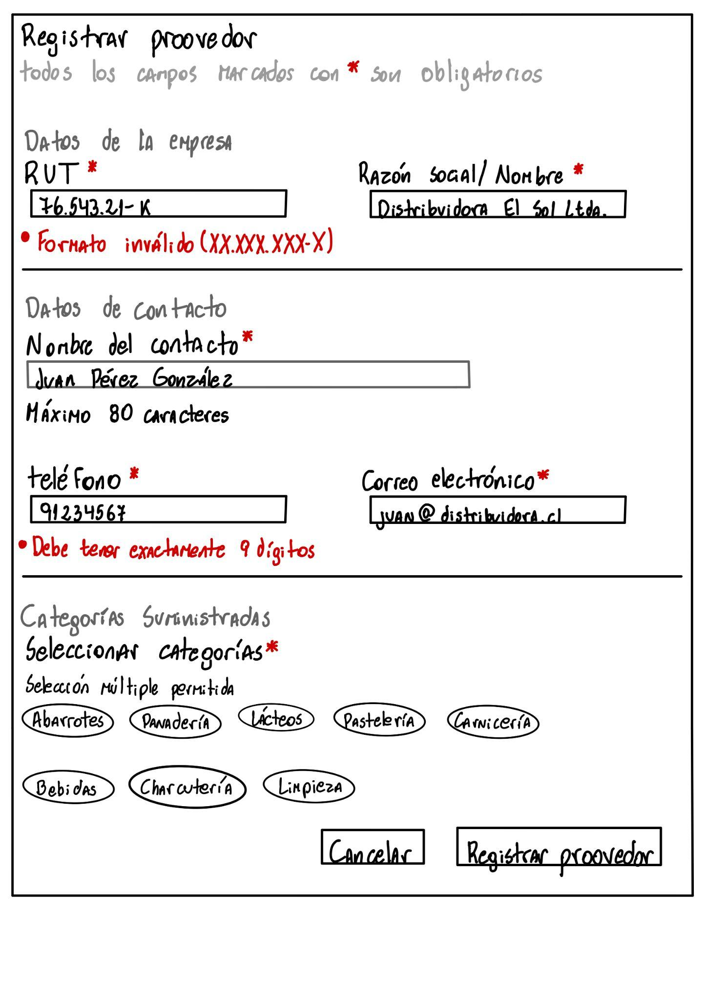 Registrar proovedor
todos los campos marcados con * son obligatorios
Datos de la empresa
RUT *
Razón social/Nombre *
76.543.21-K
Distribuidora El Sol Ltda.
• Formato inválido (XX.XXX.XXX-X)
Datos de contacto
Nombre del contacto *
Juan Pérez González
Máximo 80 caracteres
teléfono *
Correo electrónico *
91234567
juan@distribuidora.cl
• Debe tener exactamente 9 dígitos
Categorías Suministradas
Seleccionar categorías *
Selección múltiple permitida
Abarrotes Panadería Lácteos Pastelería Carnicería
Bebidas Charcutería Limpieza
Cancelar Registrar proovedor